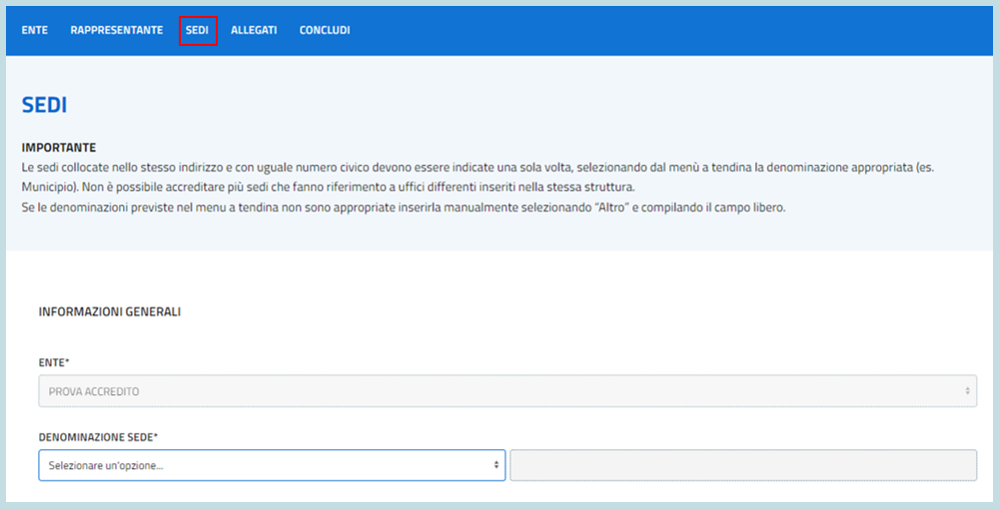 ENTE RAPPRESENTANTE SEDI ALLEGATI CONCLUDI
SEDI
IMPORTANTE
Le sedi collocate nello stesso indirizzo e con uguale numero civico devono essere indicate una sola volta, selezionando dal menù a tendina la denominazione appropriata (es.
Municipio). Non è possibile accreditare più sedi che fanno riferimento a uffici differenti inseriti nella stessa struttura.
Se le denominazioni previste nel menu a tendina non sono appropriate inserirla manualmente selezionando “Altro” e compilando il campo libero.
INFORMAZIONI GENERALI
ENTE*
PROVA ACCREDITO
DENOMINAZIONE SEDE*
Selezionare un'opzione...